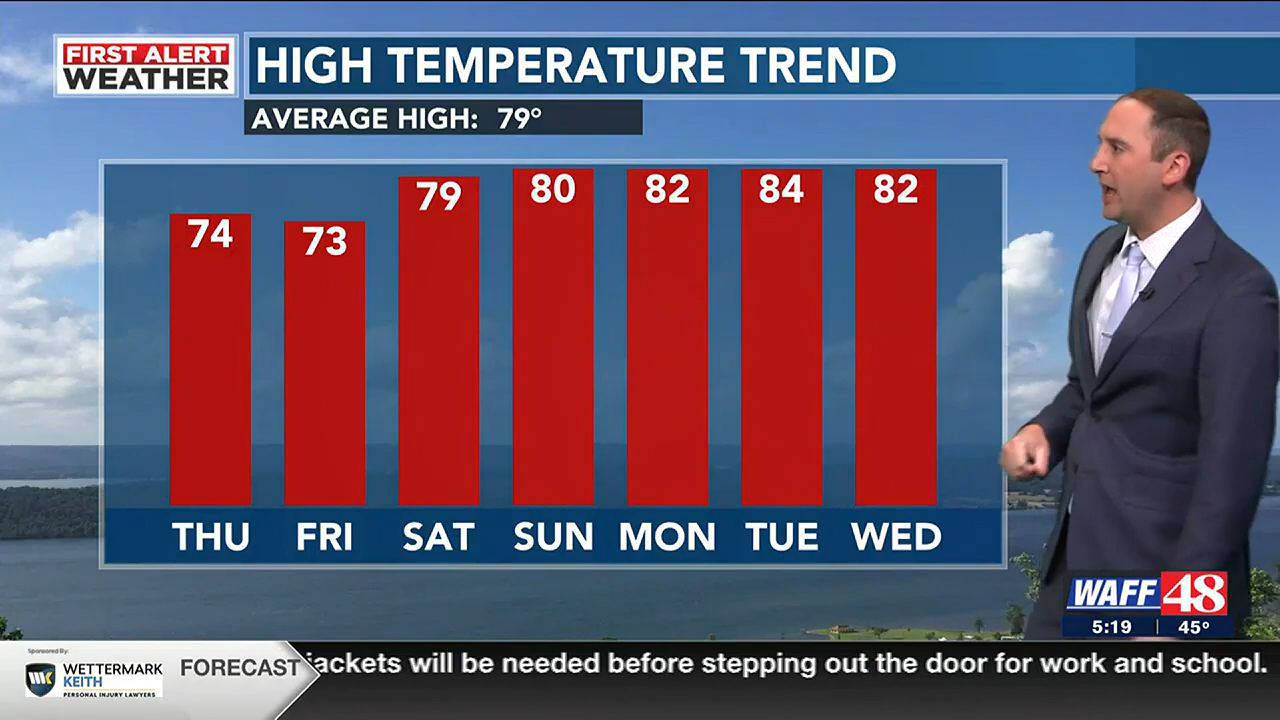 FIRST ALERT
WEATHER
HIGH TEMPERATURE TREND
AVERAGE HIGH: 79°
74 73 79 80 82 84 82
THU FRI SAT SUN MON TUE WED
WAFF 48
5:19 | 45°
Sponsored By:
WK WETTERMARK
KEITH
PERSONAL INJURY LAWYERS
FORECAST
jackets will be needed before stepping out the door for work and school.